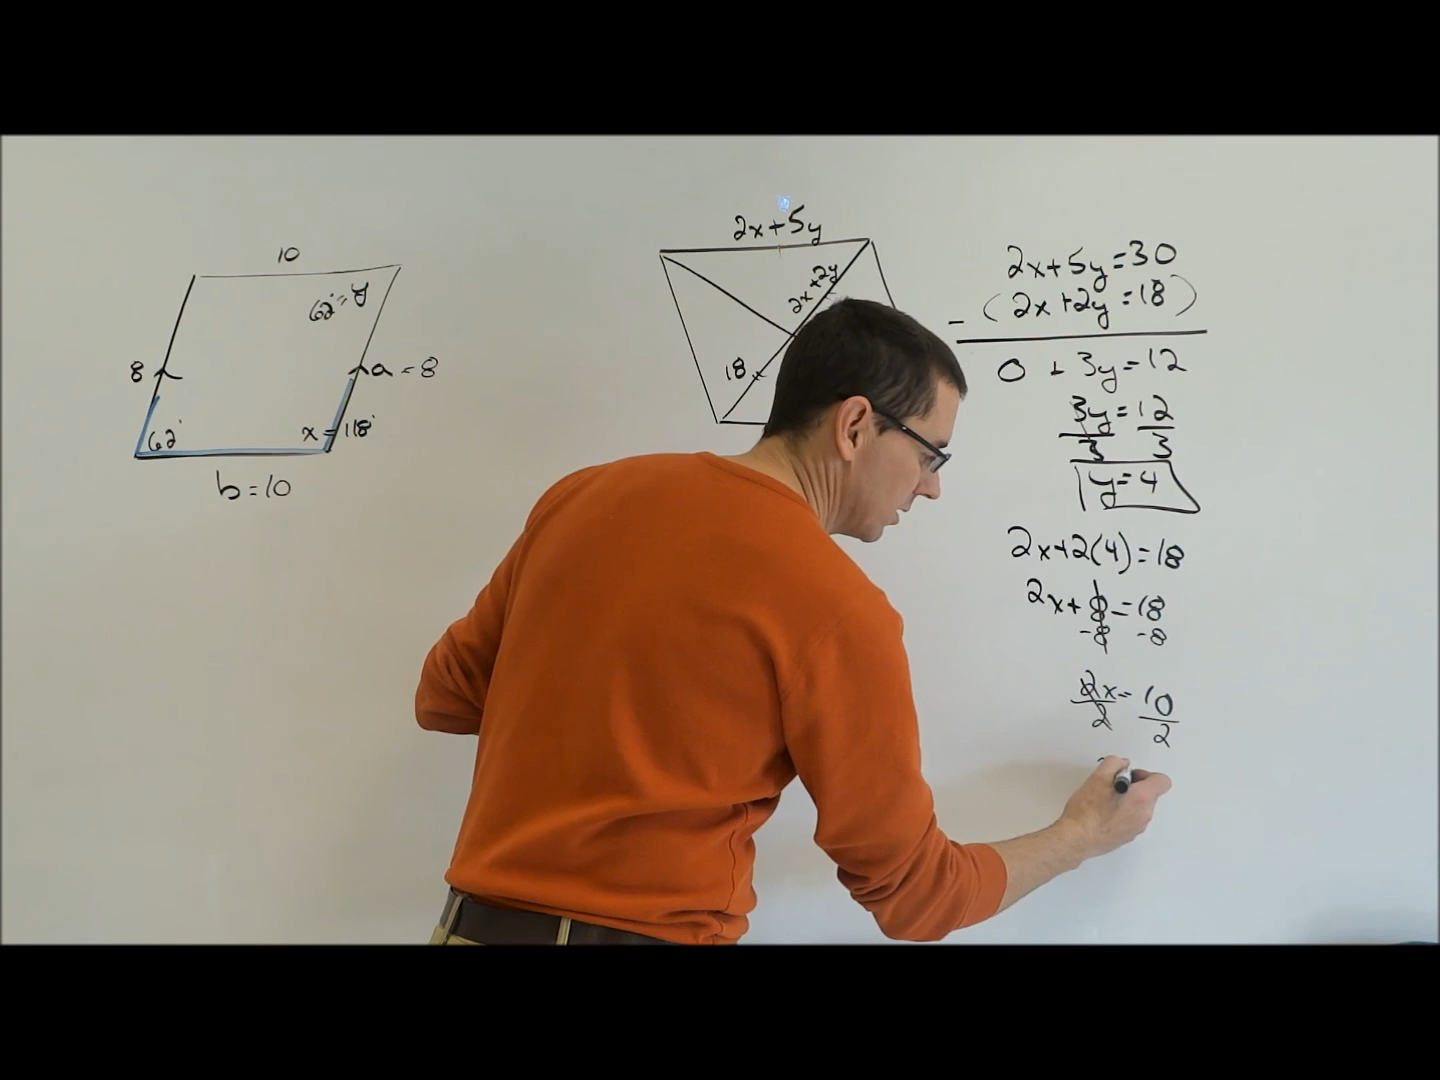 10
62°=y
8
a=8
62°
x=118°
b=10
2x+5y
2x+2y
18
2x+5y=30
-(2x+2y=18)
0+3y=12
3y=12
3 3
y=4
2x+2(4)=18
2x+8=18
-8 -8
2x=10
2 2